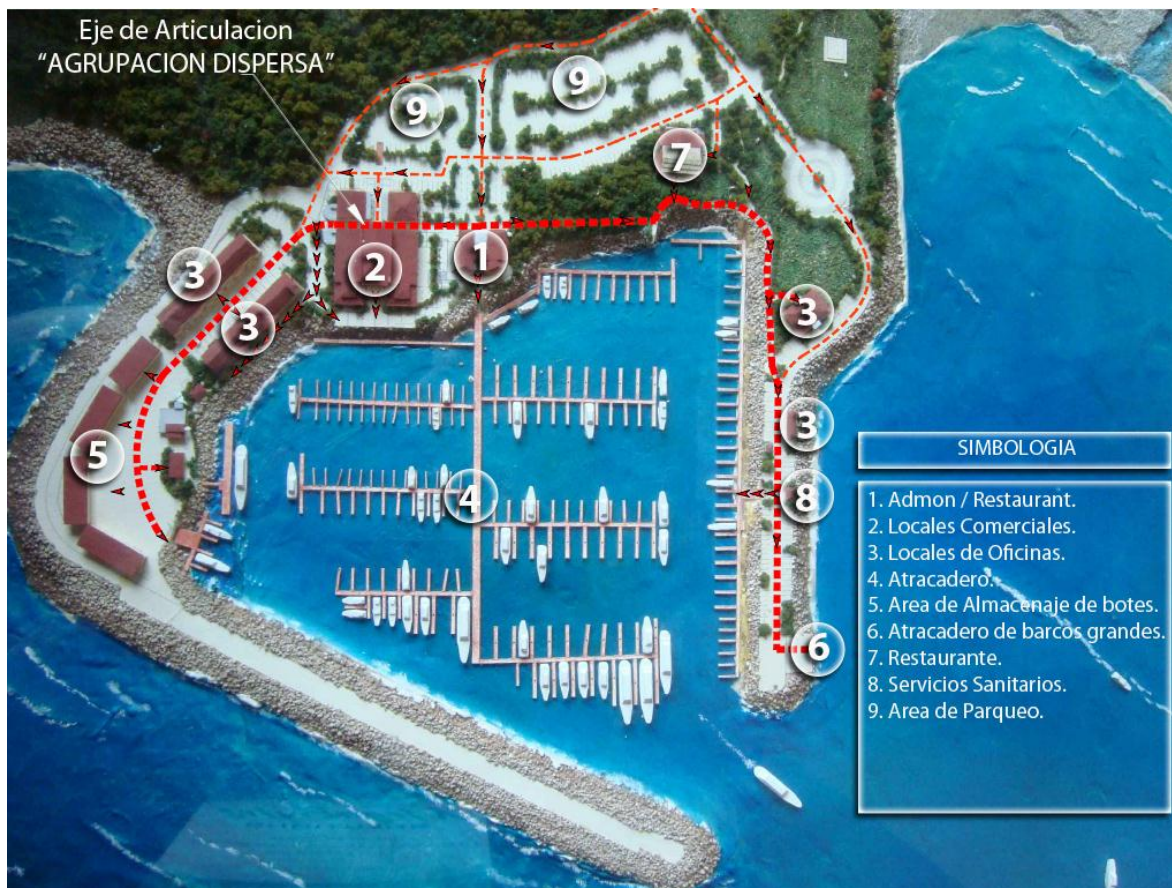 Eje de Articulacion
“AGRUPACION DISPERSA”
9
9
7
3
2
1
3
3
3
5
4
8
6
SIMBOLOGIA
1. Admon / Restaurant.
2. Locales Comerciales.
3. Locales de Oficinas.
4. Atracadero.
5. Area de Almacenaje de botes.
6. Atracadero de barcos grandes.
7. Restaurante.
8. Servicios Sanitarios.
9. Area de Parqueo.